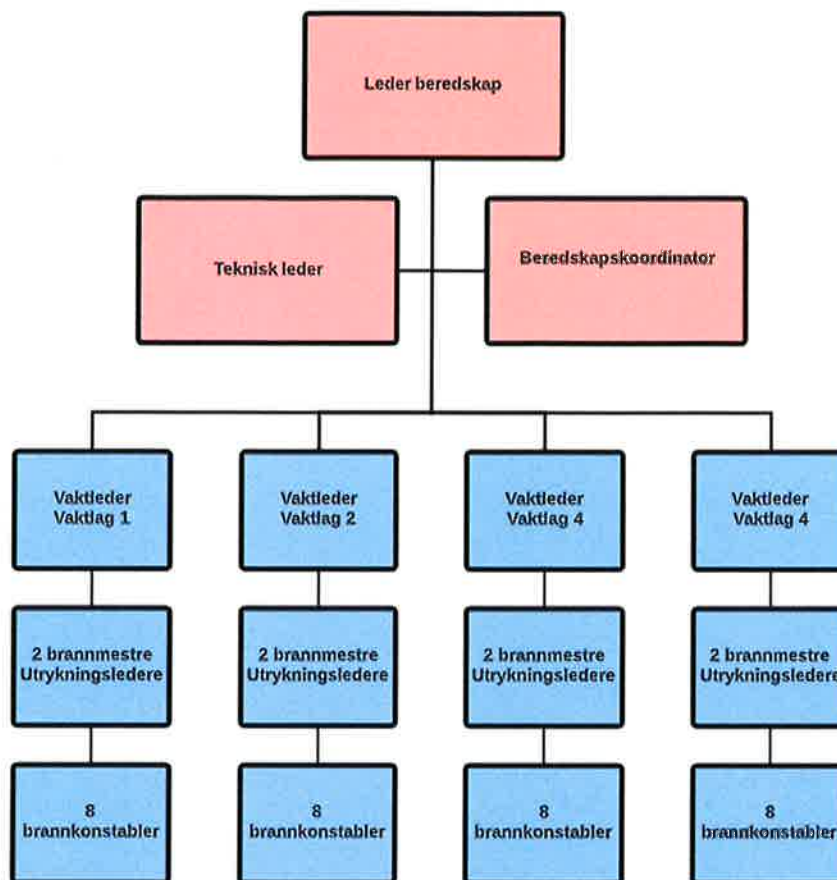 Leder beredskap
Teknisk leder
Beredskapskoordinator
Vaktleder
Vaktlag 1
Vaktleder
Vaktlag 2
Vaktleder
Vaktlag 4
Vaktleder
Vaktlag 4
2 brannmestre
Utrykningsledere
2 brannmestre
Utrykningsledere
2 brannmestre
Utrykningsledere
2 brannmestre
Utrykningsledere
8
brannkonstabler
8
brannkonstabler
8
brannkonstabler
8
brannkonstabler